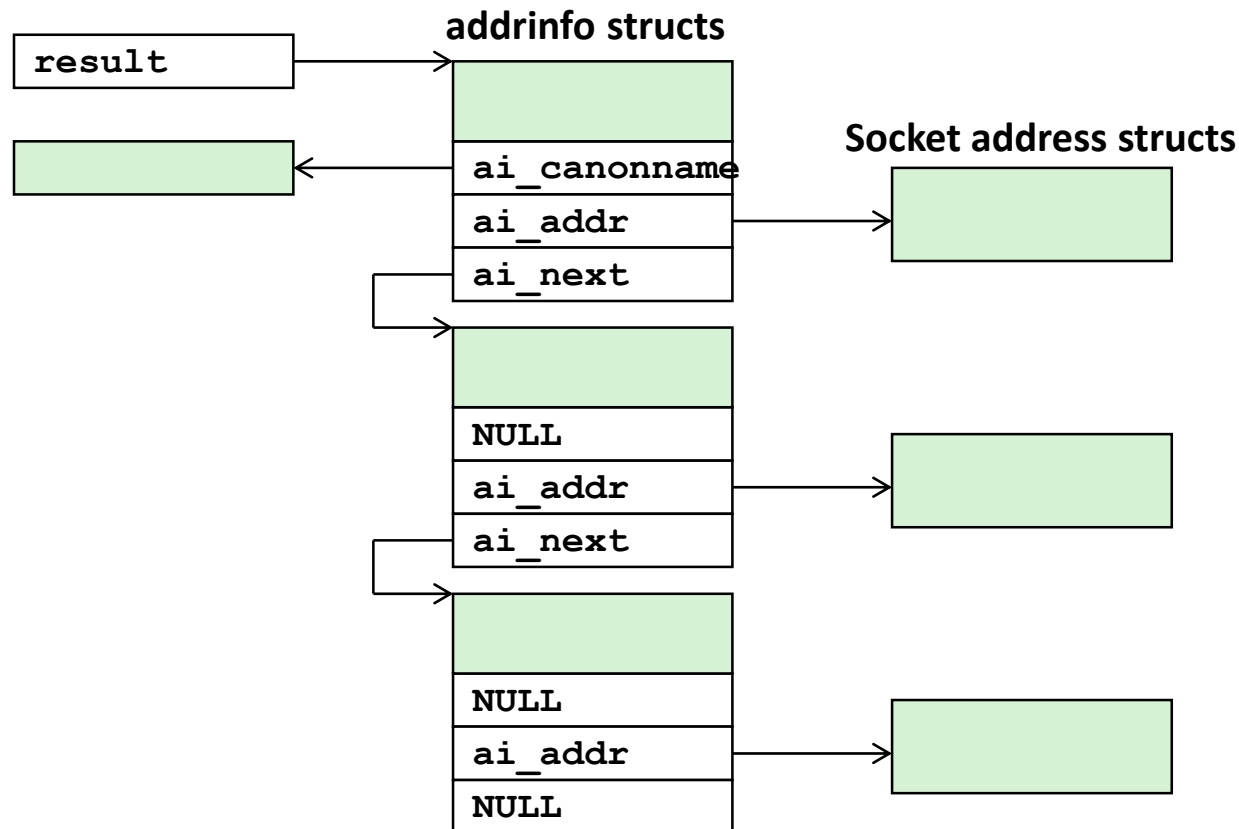 addrinfo structs
result
Socket address structs
ai_canonname
ai_addr
ai_next
NULL
ai_addr
ai_next
NULL
ai_addr
NULL